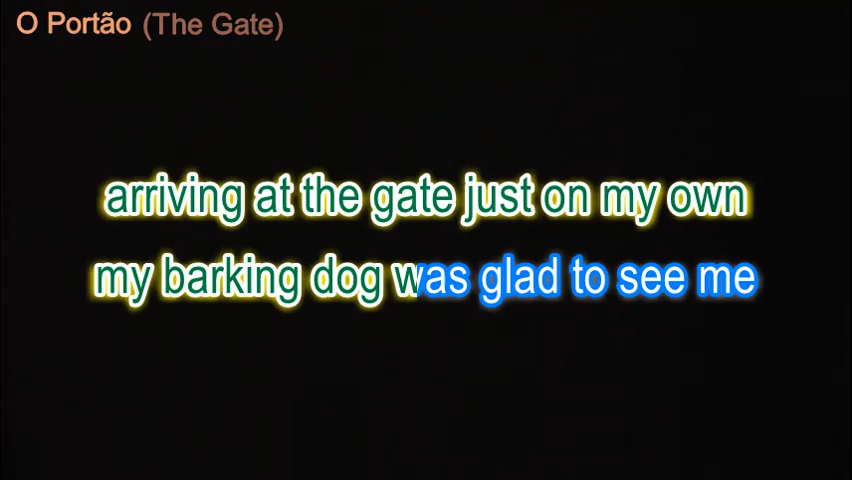 O Portão (The Gate)
arriving at the gate just on my own
my barking dog was glad to see me